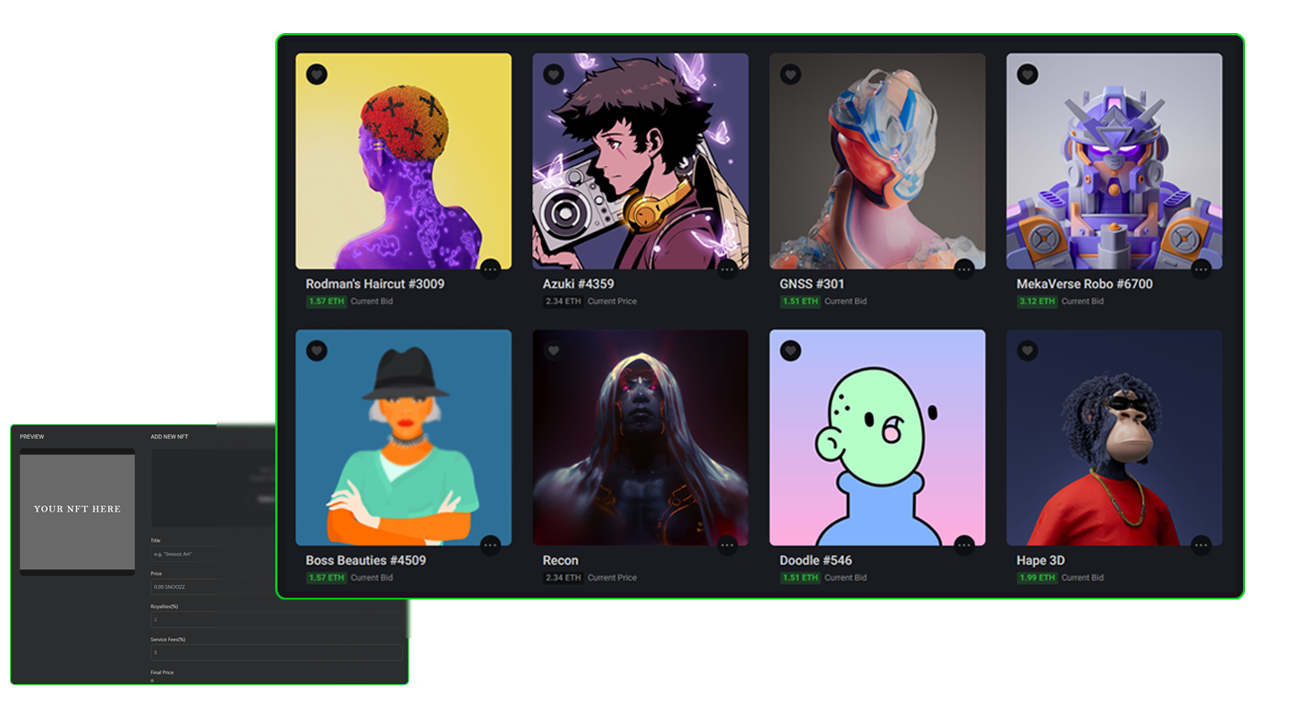 Rodman's Haircut #3009
1.57 ETH Current Bid
Azuki #4359
2.34 ETH Current Price
GNSS #301
1.51 ETH Current Bid
MekaVerse Robo #6700
3.12 ETH Current Bid
Boss Beauties #4509
1.57 ETH Current Bid
Recon
2.34 ETH Current Price
Doodle #546
1.51 ETH Current Bid
Hape 3D
1.99 ETH Current Bid
PREVIEW
YOUR NFT HERE
ADD NEW NFT
Title
e.g. "Snoozz Art"
Price
0.00 $NOOZZ
Royalties(%)
2
Service Fees(%)
Final Price